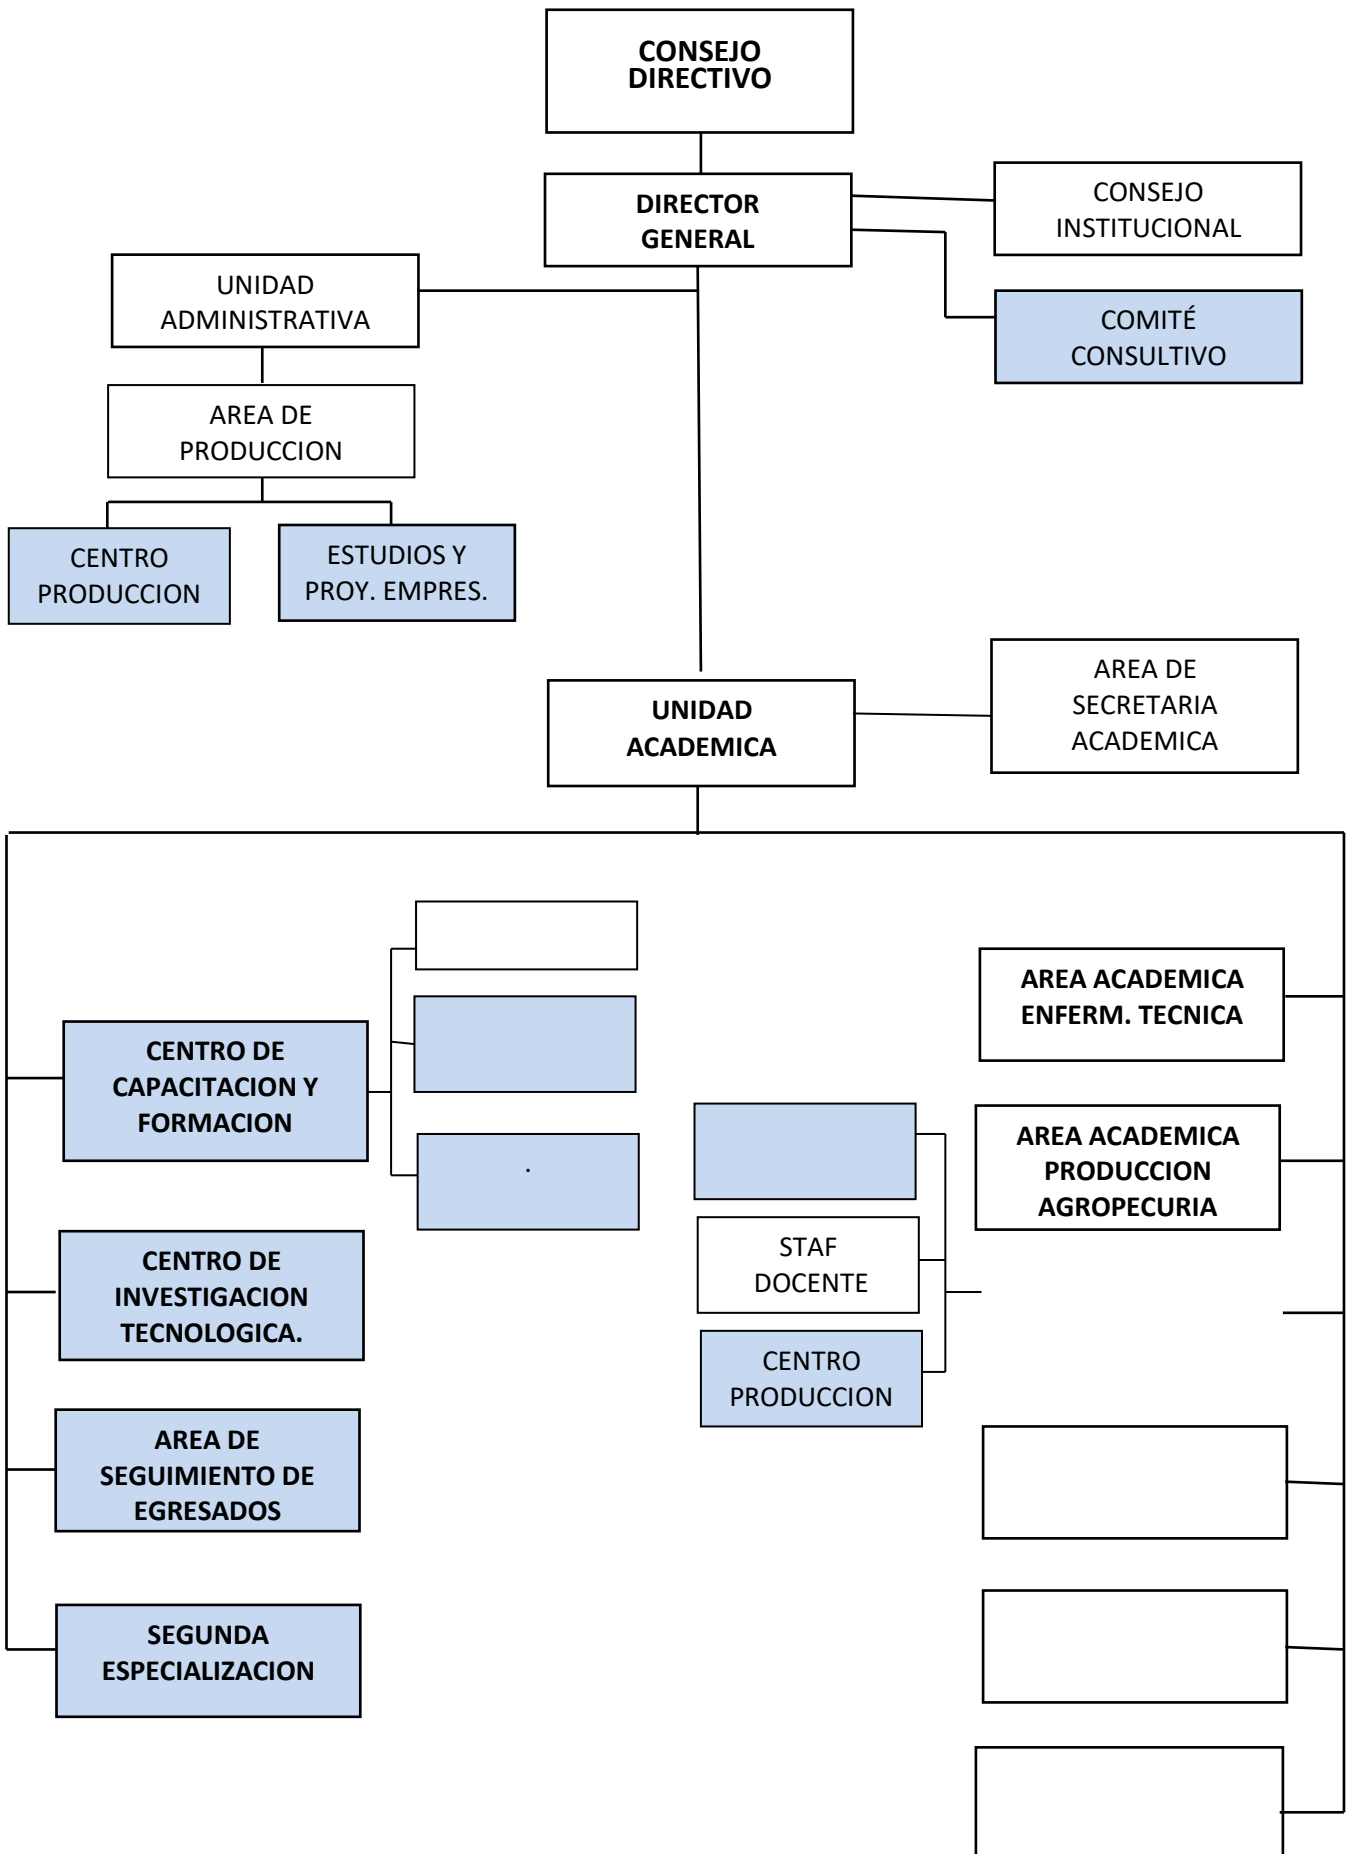 CONSEJO
DIRECTIVO
DIRECTOR
GENERAL
CONSEJO
INSTITUCIONAL
UNIDAD
ADMINISTRATIVA
COMITÉ
CONSULTIVO
AREA DE
PRODUCCION
CENTRO
PRODUCCION
ESTUDIOS Y
PROY. EMPRES.
UNIDAD
ACADEMICA
AREA DE
SECRETARIA
ACADEMICA
CENTRO DE
CAPACITACION Y
FORMACION
.
CENTRO DE
INVESTIGACION
TECNOLOGICA.
AREA DE
SEGUIMIENTO DE
EGRESADOS
SEGUNDA
ESPECIALIZACION
AREA ACADEMICA
ENFERM. TECNICA
AREA ACADEMICA
PRODUCCION
AGROPECURIA
STAF
DOCENTE
CENTRO
PRODUCCION